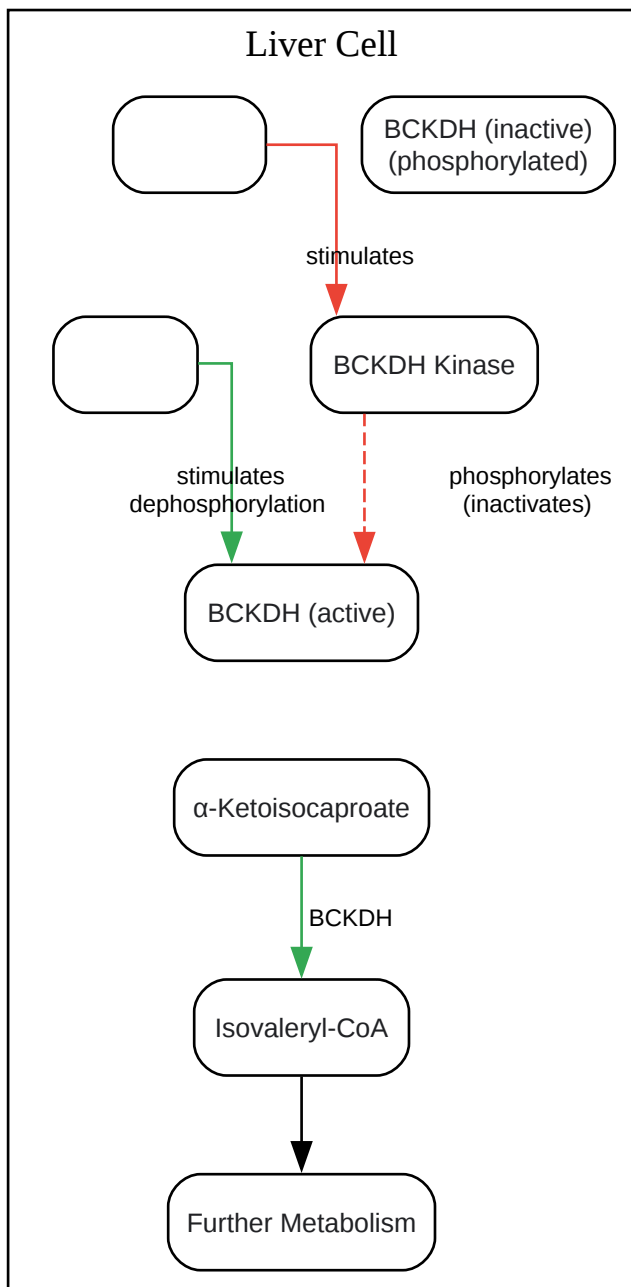 Liver Cell
BCKDH (inactive)
(phosphorylated)
stimulates
BCKDH Kinase
stimulates
dephosphorylation
phosphorylates
(inactivates)
BCKDH (active)
α-Ketoisocaproate
BCKDH
Isovaleryl-CoA
Further Metabolism